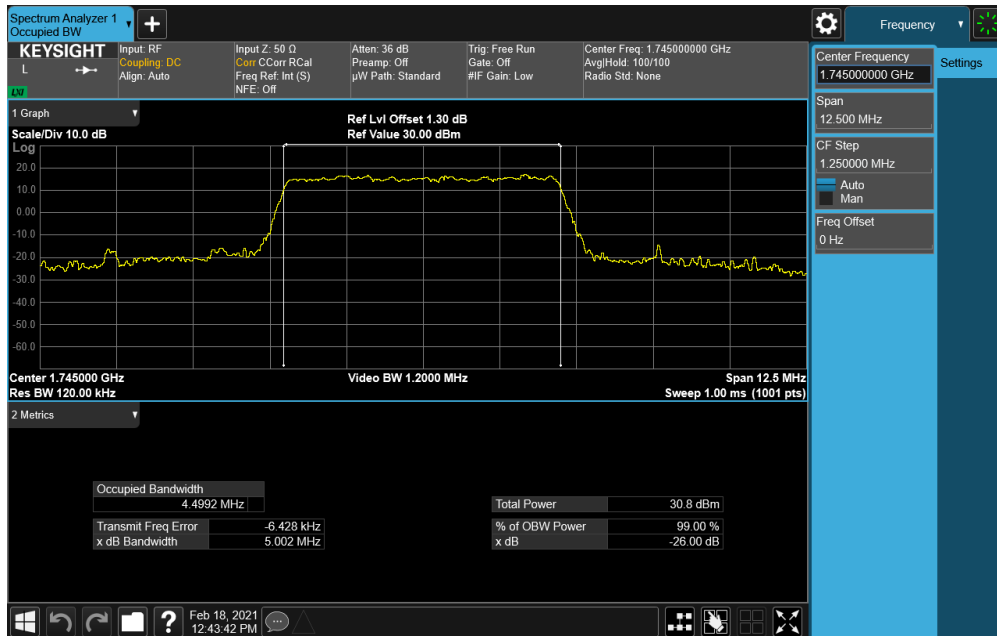 Spectrum Analyzer 1
Occupied BW
Frequency
KEYSIGHT
L
LXI
Input: RF
Coupling: DC
Align: Auto
Input Z: 50 Ω
Corr CCorr RCal
Freq Ref: Int (S)
NFE: Off
Atten: 36 dB
Preamp: Off
µW Path: Standard
Trig: Free Run
Gate: Off
#IF Gain: Low
Center Freq: 1.745000000 GHz
Avg|Hold: 100/100
Radio Std: None
Center Frequency
1.745000000 GHz
Settings
Span
12.500 MHz
CF Step
1.250000 MHz
Auto
Man
Freq Offset
0 Hz
1 Graph
Scale/Div 10.0 dB
Ref Lvl Offset 1.30 dB
Ref Value 30.00 dBm
Log
20.0
10.0
0.00
-10.0
-20.0
-30.0
-40.0
-50.0
-60.0
Center 1.745000 GHz
Video BW 1.2000 MHz
Span 12.5 MHz
Res BW 120.00 kHz
Sweep 1.00 ms (1001 pts)
2 Metrics
Occupied Bandwidth
4.4992 MHz
Total Power 30.8 dBm
Transmit Freq Error -6.428 kHz
% of OBW Power 99.00 %
x dB Bandwidth 5.002 MHz
x dB -26.00 dB
?
Feb 18, 2021
12:43:42 PM